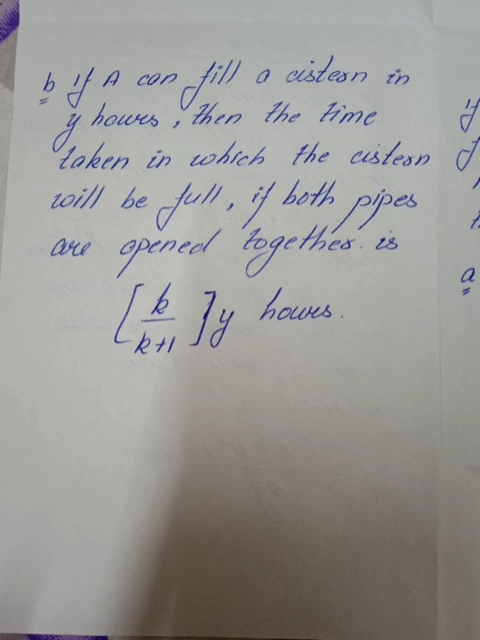 b if A can fill a cistern in
y hours, then the time
taken in which the cistern
will be full, if both pipes
are opened together is
[k/k+1] y hours.
a